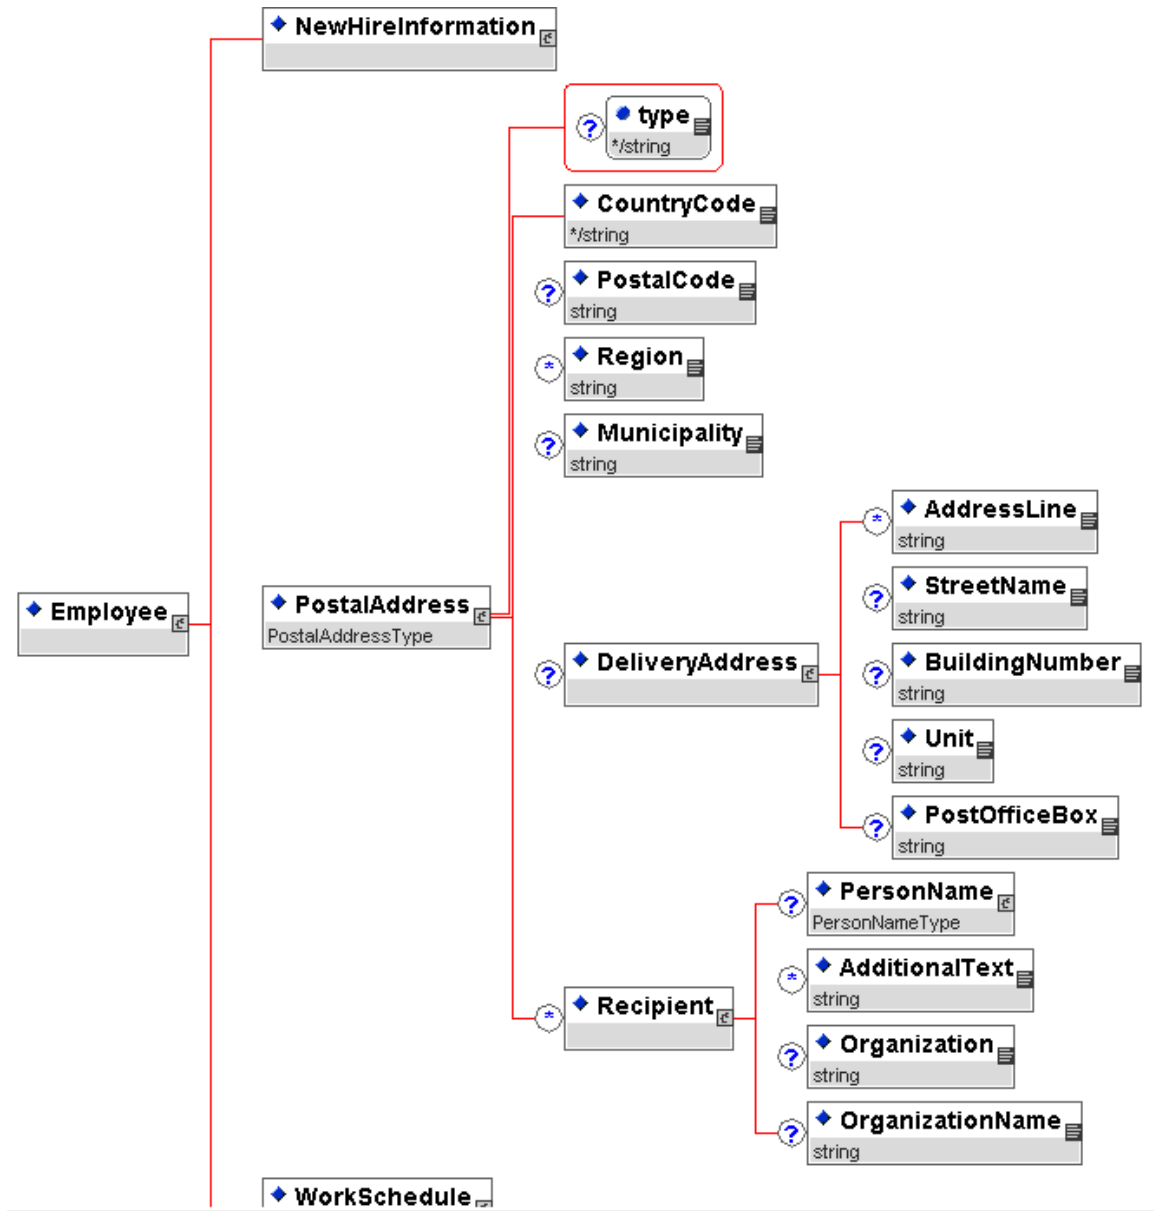 NewHireInformation
? type
*/string
CountryCode
*/string
? PostalCode
string
* Region
string
? Municipality
string
* AddressLine
string
? StreetName
string
Employee
PostalAddress
PostalAddressType
? DeliveryAddress
? BuildingNumber
string
? Unit
string
? PostOfficeBox
string
? PersonName
PersonNameType
* AdditionalText
string
* Recipient
? Organization
string
? OrganizationName
string
WorkSchedule